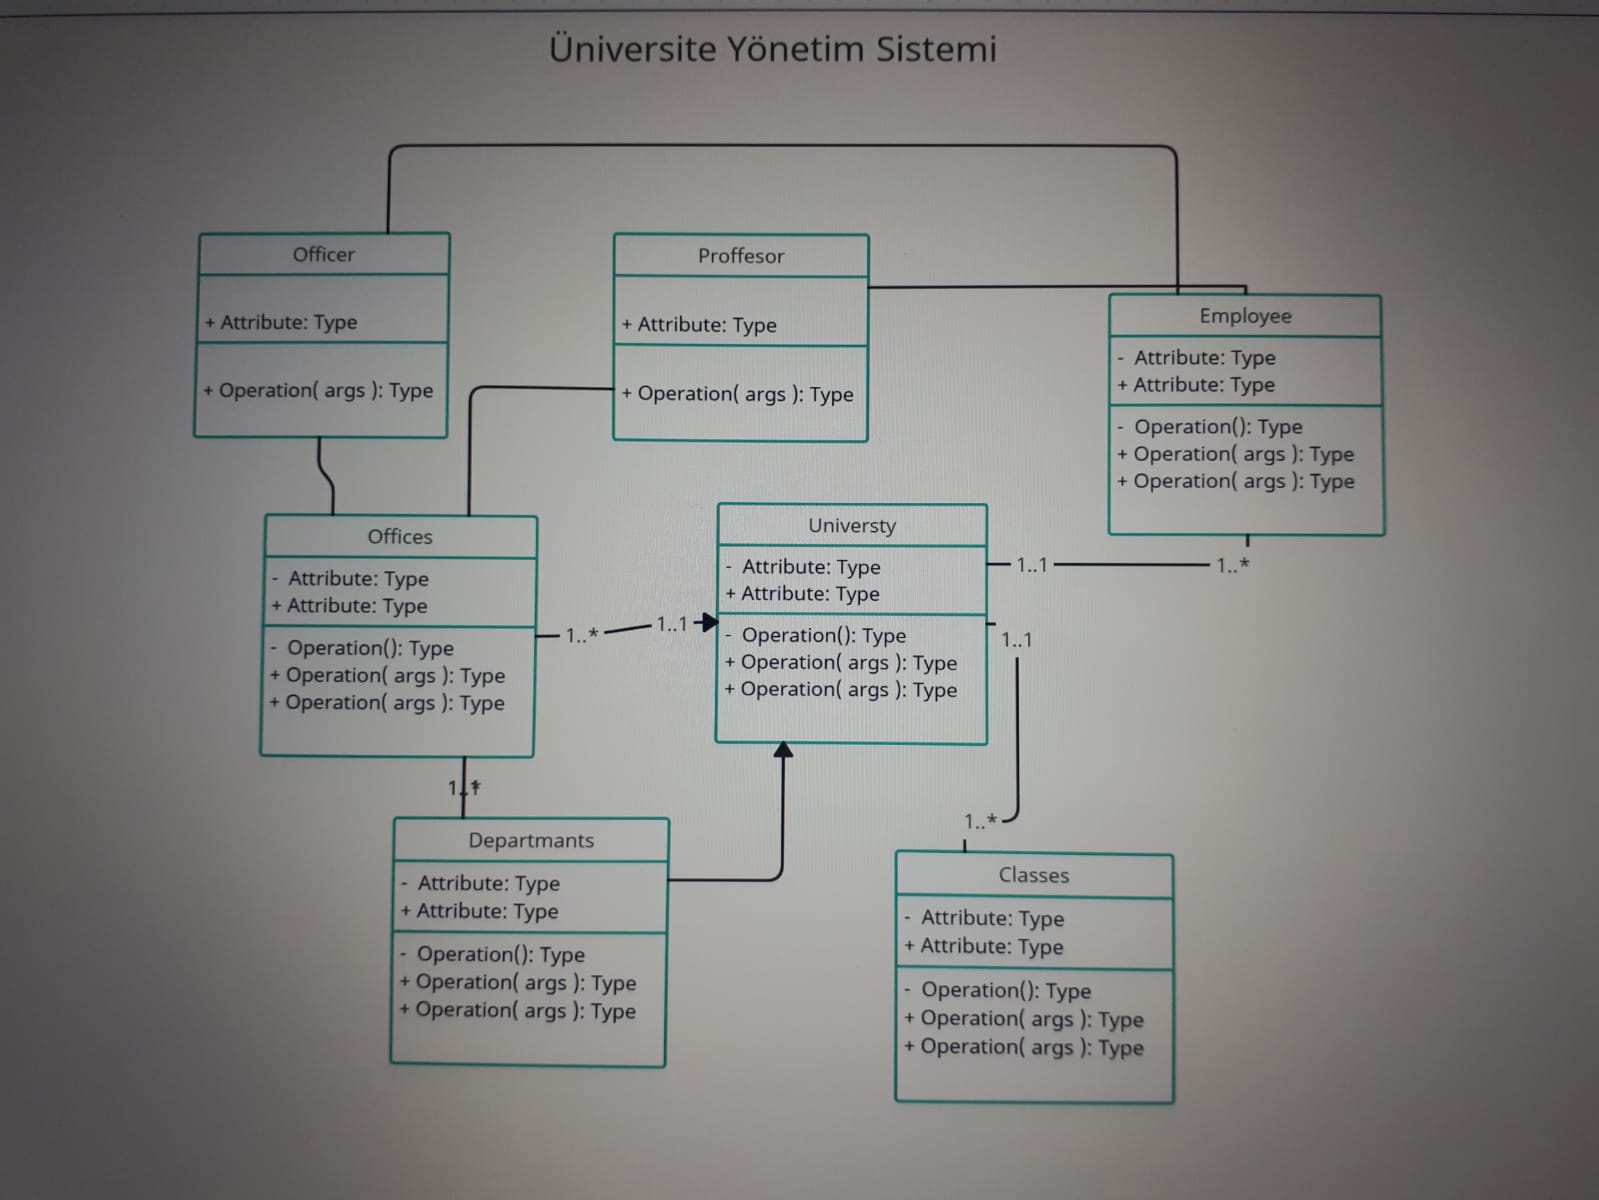 Üniversite Yönetim Sistemi
Officer
+ Attribute: Type
+ Operation( args ): Type
Proffesor
+ Attribute: Type
+ Operation( args ): Type
Employee
- Attribute: Type
+ Attribute: Type
- Operation(): Type
+ Operation( args ): Type
+ Operation( args ): Type
Offices
- Attribute: Type
+ Attribute: Type
- Operation(): Type
+ Operation( args ): Type
+ Operation( args ): Type
1..*
1..1
Universty
- Attribute: Type
+ Attribute: Type
- Operation(): Type
+ Operation( args ): Type
+ Operation( args ): Type
1..1
1..*
1..1
1..*
Departmants
- Attribute: Type
+ Attribute: Type
- Operation(): Type
+ Operation( args ): Type
+ Operation( args ): Type
Classes
- Attribute: Type
+ Attribute: Type
- Operation(): Type
+ Operation( args ): Type
+ Operation( args ): Type